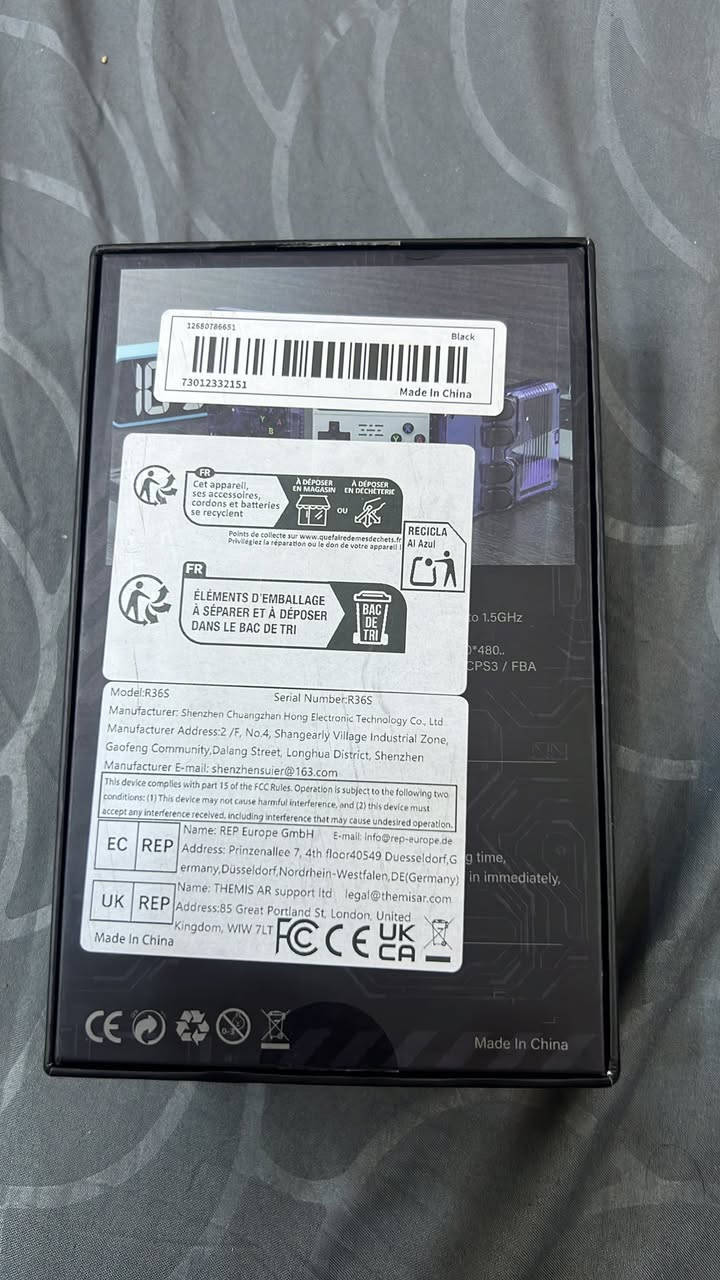 12680786651
Black
73012332151
Made In China
FR
Cet appareil,
ses accessoires,
cordons et batteries
se recyclent
À DÉPOSER
EN MAGASIN
OU
À DÉPOSER
EN DÉCHÈTERIE
Points de collecte sur www.quefairedemesdechets.fr
Privilégiez la réparation ou le don de votre appareil !
RECICLA
Al Azul
FR
ÉLÉMENTS D'EMBALLAGE
À SÉPARER ET À DÉPOSER
DANS LE BAC DE TRI
BAC
DE
TRI
to 1.5GHz
0*480..
CPS3 / FBA
Model:R36S
Serial Number:R36S
Manufacturer: Shenzhen Chuangzhan Hong Electronic Technology Co., Ltd
Manufacturer Address:2 /F, No.4, Shangearly Village Industrial Zone,
Gaofeng Community,Dalang Street, Longhua District, Shenzhen
Manufacturer E-mail: shenzhensuier@163.com
This device complies with part 15 of the FCC Rules. Operation is subject to the following two
conditions: (1) This device may not cause harmful interference, and (2) this device must
accept any interference received, including interference that may cause undesired operation.
EC REP
Name: REP Europe GmbH E-mail: info@rep-europe.de
Address: Prinzenallee 7, 4th floor40549 Duesseldorf,G
ermany,Düsseldorf,Nordrhein-Westfalen,DE(Germany)
g time,
in immediately,
UK REP
Name: THEMIS AR support ltd legal@themisar.com
Address:85 Great Portland St, London, United
Kingdom, WIW 7LT
Made In China
FC CE UK
CA
CE
0-3
Made In China